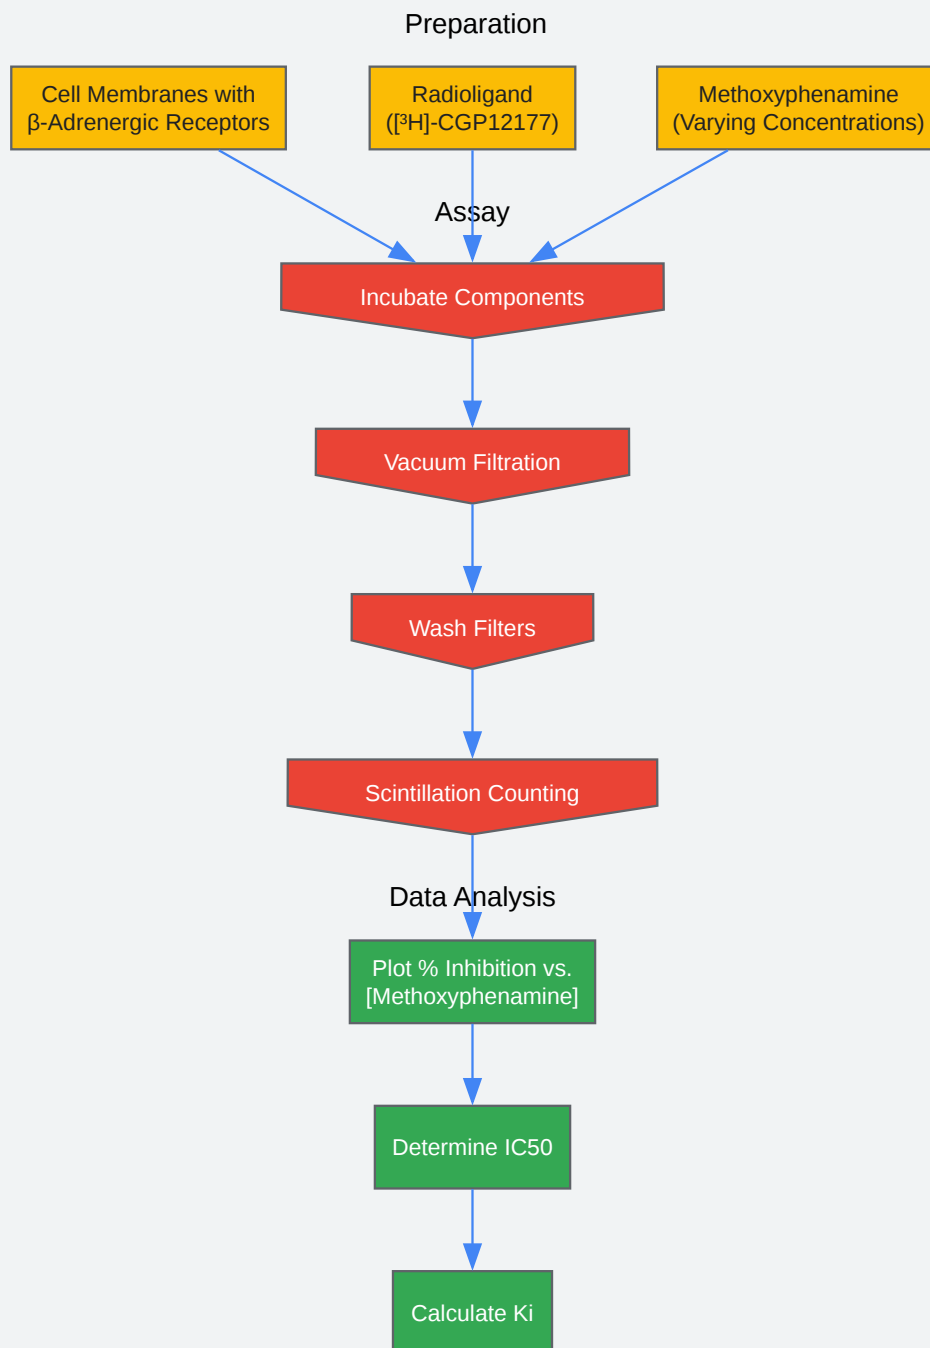 Preparation
Cell Membranes with
β-Adrenergic Receptors
Radioligand
([³H]-CGP12177)
Methoxyphenamine
(Varying Concentrations)
Assay
Incubate Components
Vacuum Filtration
Wash Filters
Scintillation Counting
Data Analysis
Plot % Inhibition vs.
[Methoxyphenamine]
Determine IC50
Calculate Ki